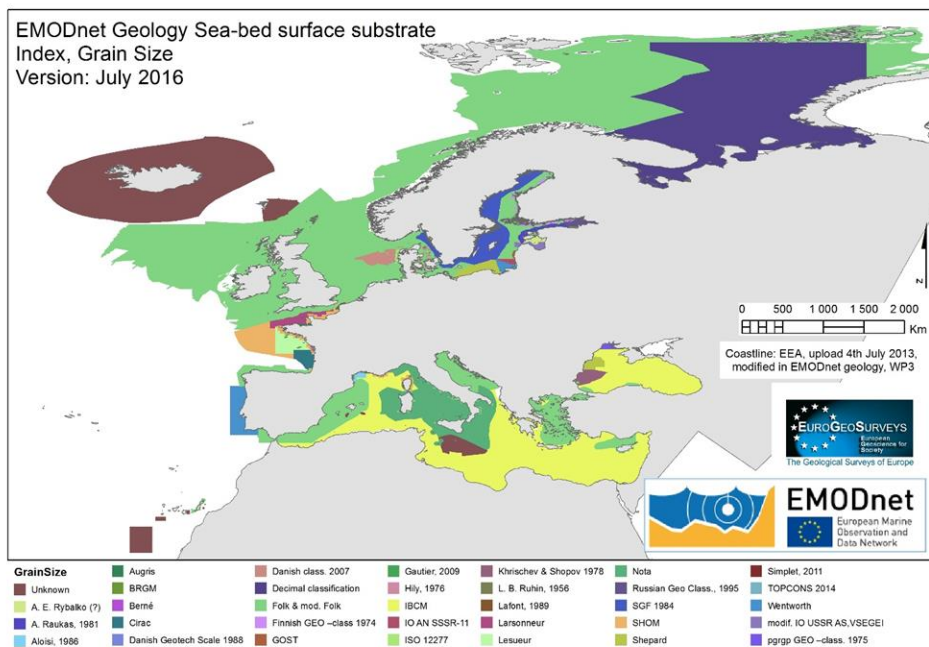 EMODnet Geology Sea-bed surface substrate
Index, Grain Size
Version: July 2016
0 500 1 000 1 500 2 000
Km
Coastline: EEA, upload 4th July 2013,
modified in EMODnet geology, WP3
EUROGEOSURVEYS
European
Geoscience for
Society
The Geological Surveys of Europe
EMODnet
European Marine
Observation and
Data Network
GrainSize
Unknown
A. E. Rybalko (?)
A. Raukas, 1981
Aloisi, 1986
Augris
BRGM
Berné
Cirac
Danish Geotech Scale 1988
Danish class. 2007
Decimal classification
Folk & mod. Folk
Finnish GEO –class 1974
GOST
Gautier, 2009
Hily, 1976
IBCM
IO AN SSSR-11
ISO 12277
Khrischev & Shopov 1978
L. B. Ruhin, 1956
Lafont, 1989
Larsonneur
Lesueur
Nota
Russian Geo Class., 1995
SGF 1984
SHOM
Shepard
Simplet, 2011
TOPCONS 2014
Wentworth
modif. IO USSR AS,VSEGEI
pgrgp GEO –class. 1975